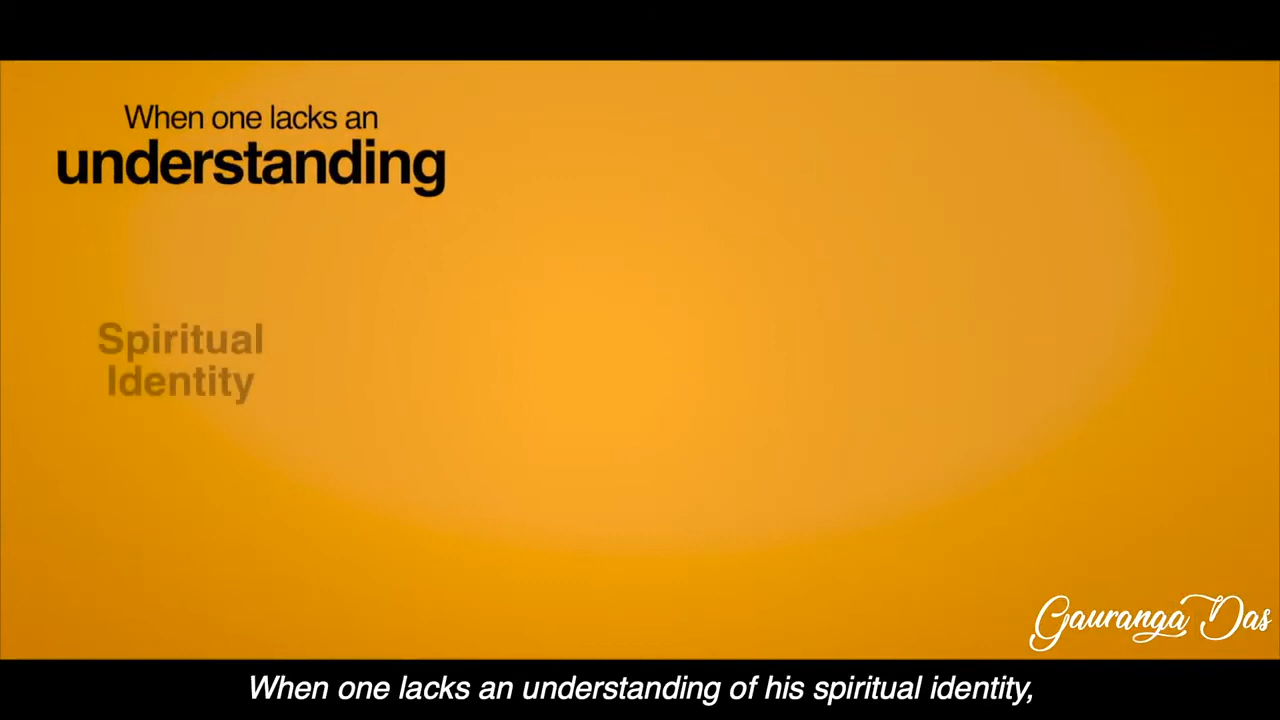 When one lacks an
understanding
Spiritual
Identity
Gauranga Das
When one lacks an understanding of his spiritual identity,